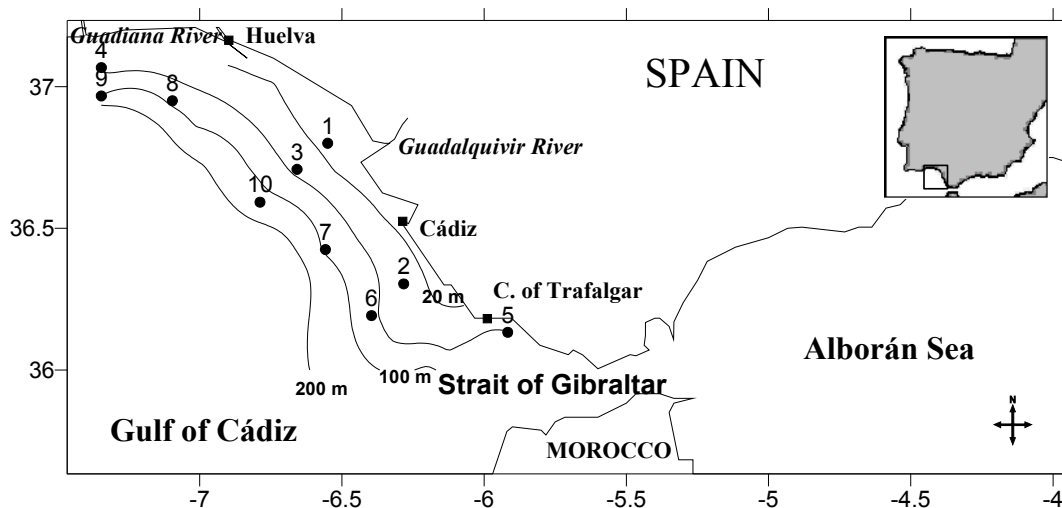 Guadiana River
Huelva
4
37
9
8
SPAIN
1
Guadalquivir River
3
10
36.5
Cádiz
7
2
C. of Trafalgar
20 m
6
5
Alborán Sea
36
200 m
100 m
Strait of Gibraltar
N
Gulf of Cádiz
MOROCCO
-7
-6.5
-6
-5.5
-5
-4.5
-4